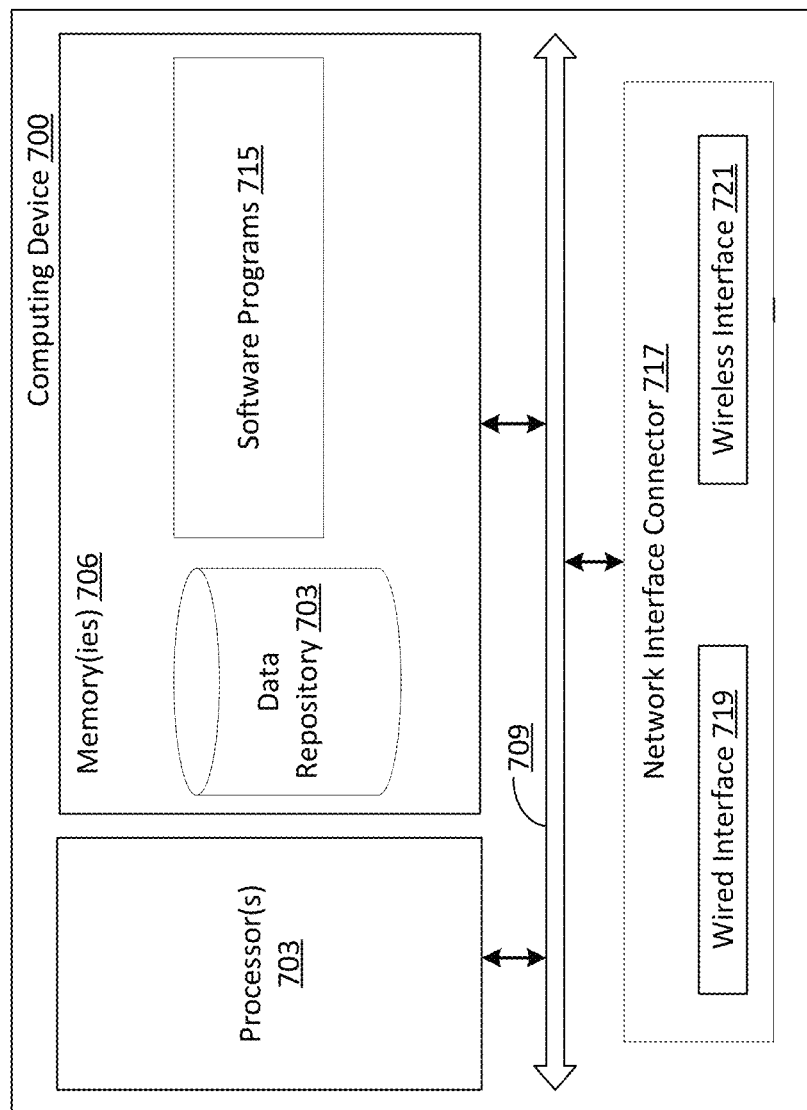 Computing Device 700
Processor(s)
703
Memory(ies) 706
Data
Repository 703
Software Programs 715
709
Network Interface Connector 717
Wired Interface 719
Wireless Interface 721